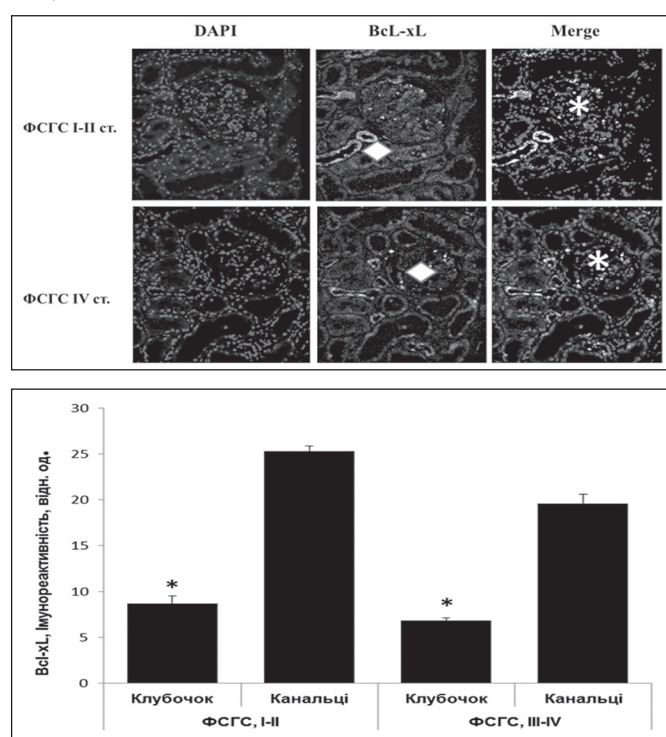 DAPI BcL-xL Merge
ФСГС I-II ст.
ФСГС IV ст.
Bcl-xL, Імунореактивність, відн. од.
30
25
20
15
10
5
0
* *
Клубочок Канальці Клубочок Канальці
ФСГС, I-II ФСГС, III-IV